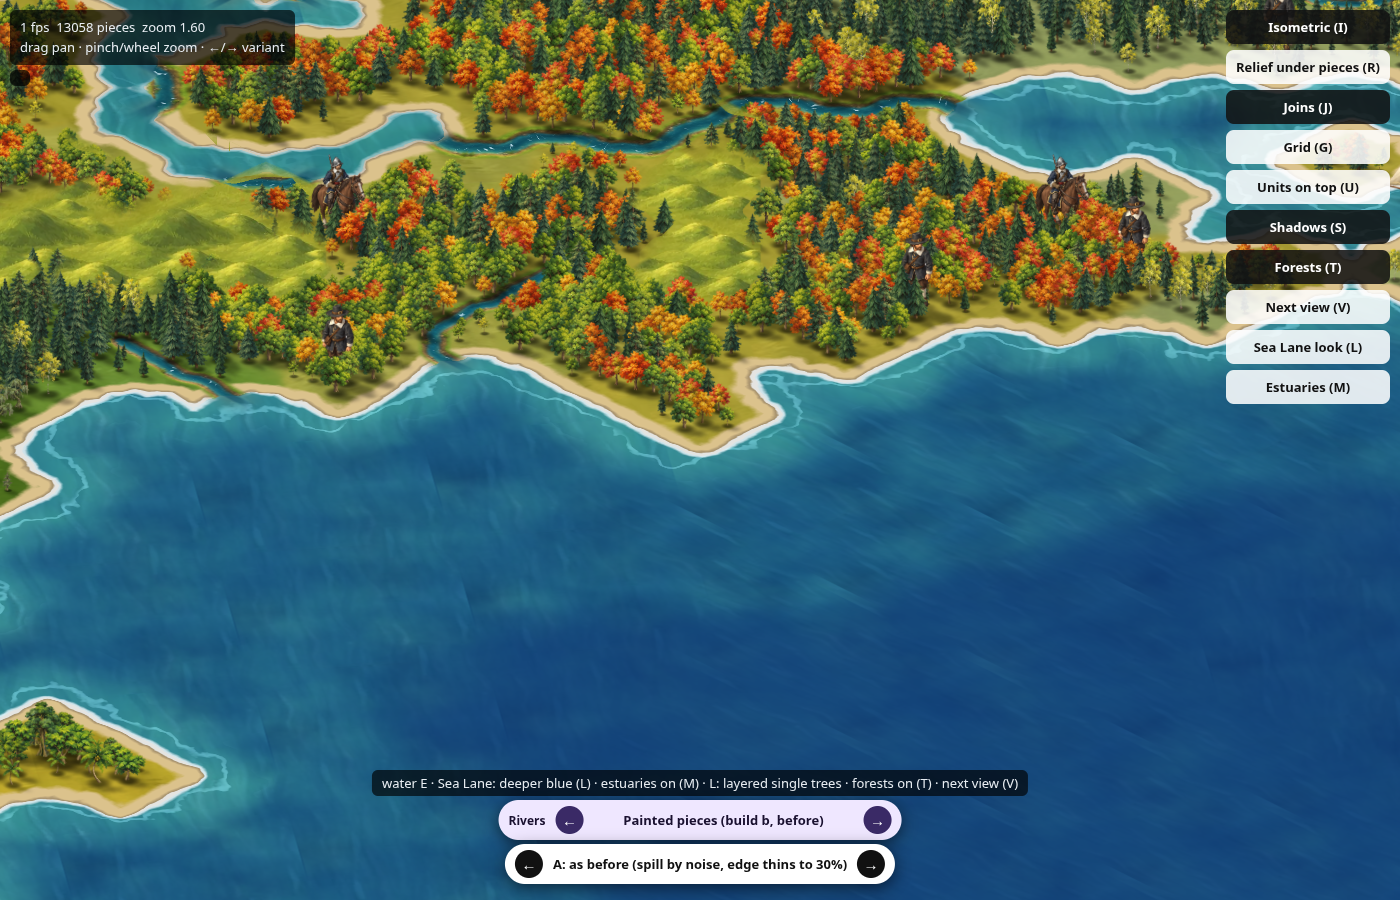 1 fps 13058 pieces zoom 1.60
drag pan · pinch/wheel zoom · ←/→ variant
Isometric (I)
Relief under pieces (R)
Joins (J)
Grid (G)
Units on top (U)
Shadows (S)
Forests (T)
Next view (V)
Sea Lane look (L)
Estuaries (M)
water E · Sea Lane: deeper blue (L) · estuaries on (M) · L: layered single trees · forests on (T) · next view (V)
Rivers ← Painted pieces (build b, before) →
← A: as before (spill by noise, edge thins to 30%) →